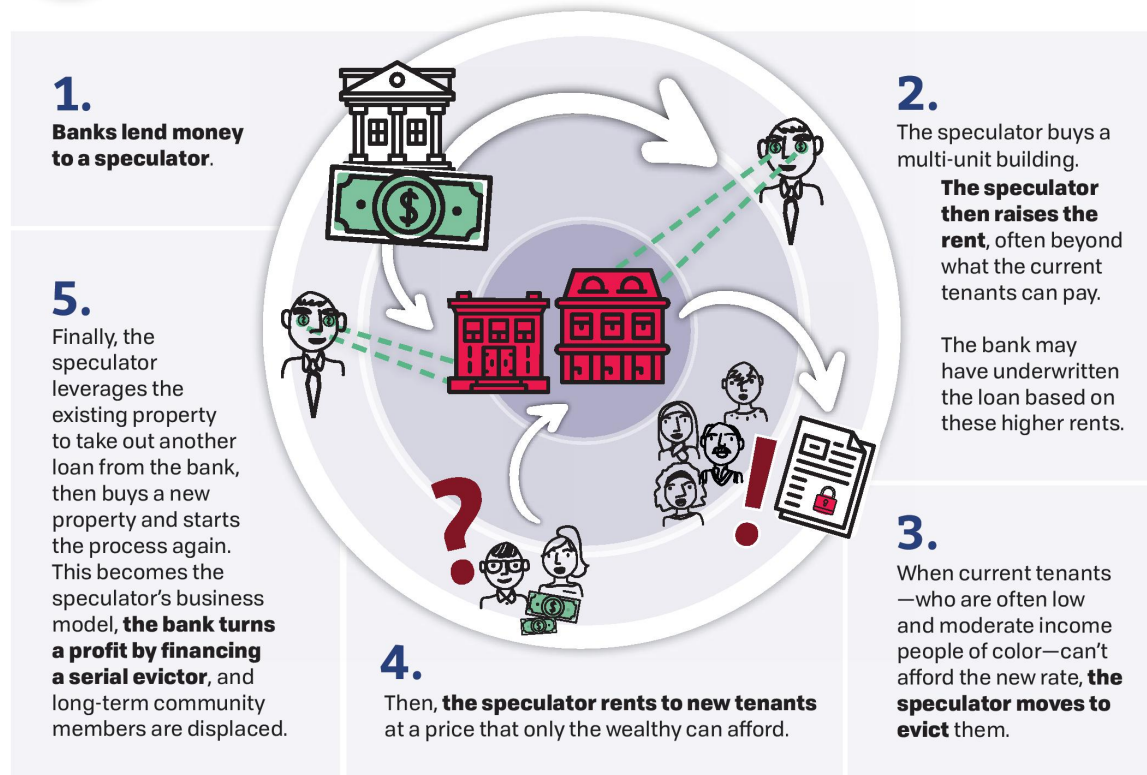 1.
Banks lend money
to a speculator.
2.
The speculator buys a
multi-unit building.
The speculator
then raises the
rent, often beyond
what the current
tenants can pay.
The bank may
have underwritten
the loan based on
these higher rents.
3.
When current tenants
—who are often low
and moderate income
people of color—can’t
afford the new rate, the
speculator moves to
evict them.
4.
Then, the speculator rents to new tenants
at a price that only the wealthy can afford.
5.
Finally, the
speculator
leverages the
existing property
to take out another
loan from the bank,
then buys a new
property and starts
the process again.
This becomes the
speculator’s business
model, the bank turns
a profit by financing
a serial evictor, and
long-term community
members are displaced.
$
!
?